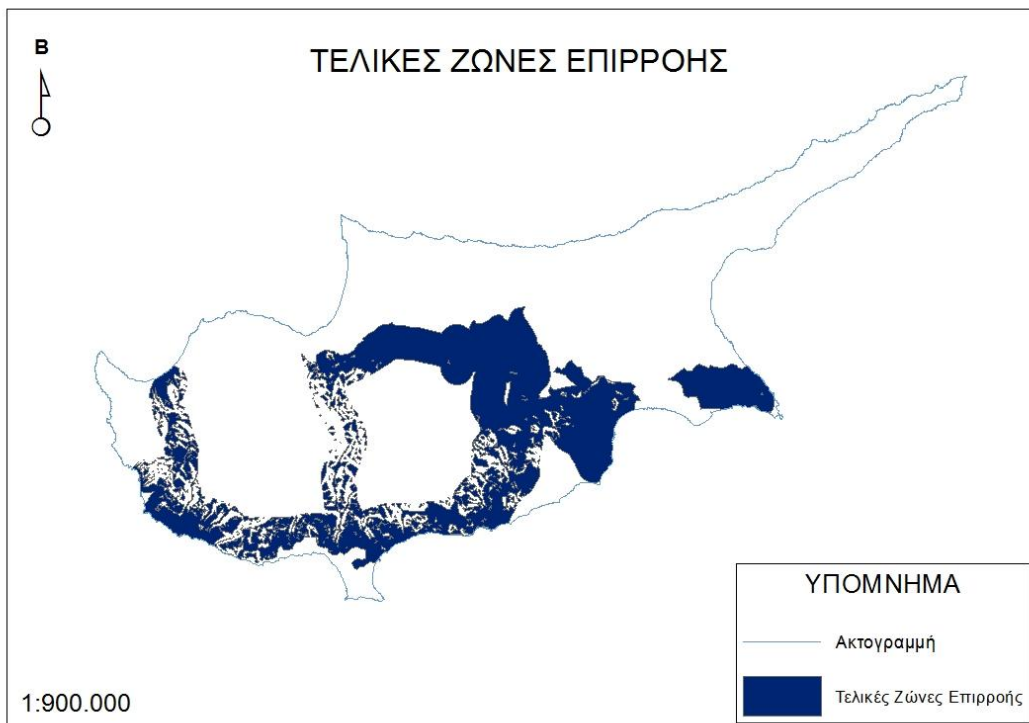 Β
ΤΕΛΙΚΕΣ ΖΩΝΕΣ ΕΠΙΡΡΟΗΣ
ΥΠΟΜΝΗΜΑ
Ακτογραμμή
Τελικές Ζώνες Επιρροής
1:900.000